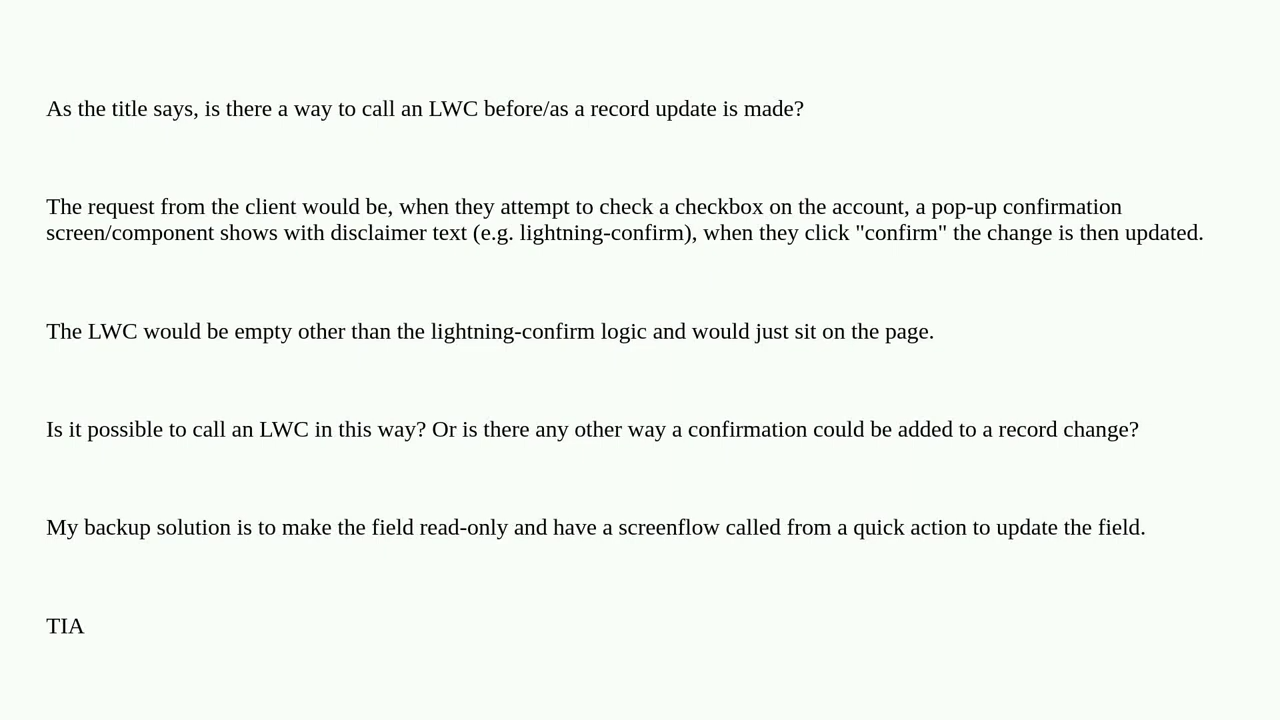 As the title says, is there a way to call an LWC before/as a record update is made?
The request from the client would be, when they attempt to check a checkbox on the account, a pop-up confirmation
screen/component shows with disclaimer text (e.g. lightning-confirm), when they click "confirm" the change is then updated.
The LWC would be empty other than the lightning-confirm logic and would just sit on the page.
Is it possible to call an LWC in this way? Or is there any other way a confirmation could be added to a record change?
My backup solution is to make the field read-only and have a screenflow called from a quick action to update the field.
TIA